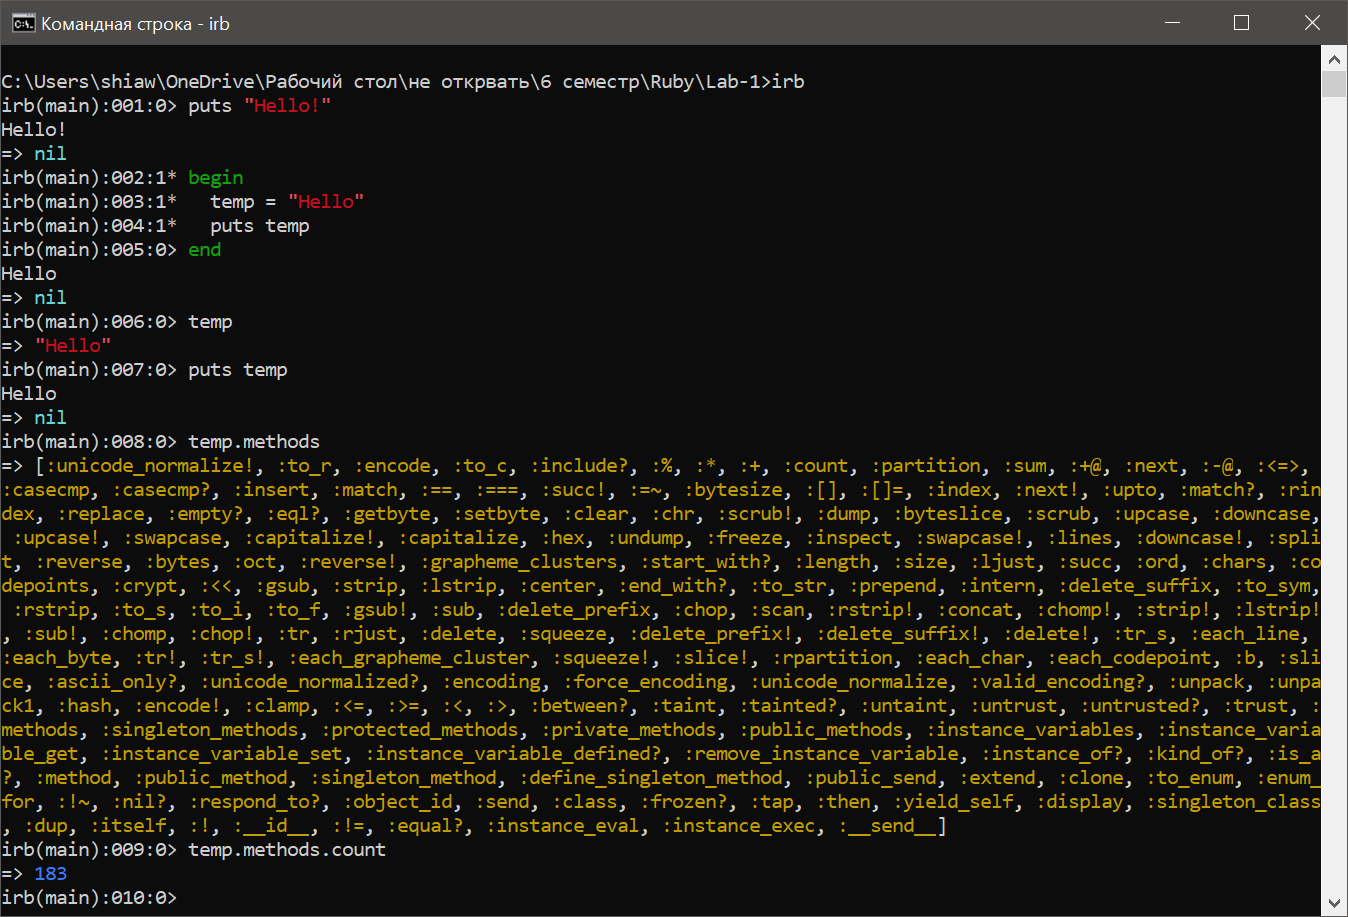 Командная строка - irb
C:\Users\shiaw\OneDrive\Рабочий стол\не открвать\6 семестр\Ruby\Lab-1>irb
irb(main):001:0> puts "Hello!"
Hello!
=> nil
irb(main):002:1* begin
irb(main):003:1*   temp = "Hello"
irb(main):004:1*   puts temp
irb(main):005:0> end
Hello
=> nil
irb(main):006:0> temp
=> "Hello"
irb(main):007:0> puts temp
Hello
=> nil
irb(main):008:0> temp.methods
=> [:unicode_normalize!, :to_r, :encode, :to_c, :include?, :%, :*, :+, :count, :partition, :sum, :+@, :next, :-@, :<=>,
:casecmp, :casecmp?, :insert, :match, :==, :===, :succ!, :=~, :bytesize, :[], :[]=, :index, :next!, :upto, :match?, :rin
dex, :replace, :empty?, :eql?, :getbyte, :setbyte, :clear, :chr, :scrub!, :dump, :byteslice, :scrub, :upcase, :downcase,
 :upcase!, :swapcase, :capitalize!, :capitalize, :hex, :undump, :freeze, :inspect, :swapcase!, :lines, :downcase!, :spli
t, :reverse, :bytes, :oct, :reverse!, :grapheme_clusters, :start_with?, :length, :size, :ljust, :succ, :ord, :chars, :co
depoints, :crypt, :<<, :gsub, :strip, :lstrip, :center, :end_with?, :to_str, :prepend, :intern, :delete_suffix, :to_sym,
 :rstrip, :to_s, :to_i, :to_f, :gsub!, :sub, :delete_prefix, :chop, :scan, :rstrip!, :concat, :chomp!, :strip!, :lstrip!
, :sub!, :chomp, :chop!, :tr, :rjust, :delete, :squeeze, :delete_prefix!, :delete_suffix!, :delete!, :tr_s, :each_line,
:each_byte, :tr!, :tr_s!, :each_grapheme_cluster, :squeeze!, :slice!, :rpartition, :each_char, :each_codepoint, :b, :sli
ce, :ascii_only?, :unicode_normalized?, :encoding, :force_encoding, :unicode_normalize, :valid_encoding?, :unpack, :unpa
ck1, :hash, :encode!, :clamp, :<=, :>=, :<, :>, :between?, :taint, :tainted?, :untaint, :untrust, :untrusted?, :trust, :
methods, :singleton_methods, :protected_methods, :private_methods, :public_methods, :instance_variables, :instance_varia
ble_get, :instance_variable_set, :instance_variable_defined?, :remove_instance_variable, :instance_of?, :kind_of?, :is_a
?, :method, :public_method, :singleton_method, :define_singleton_method, :public_send, :extend, :clone, :to_enum, :enum_
for, :!~, :nil?, :respond_to?, :object_id, :send, :class, :frozen?, :tap, :then, :yield_self, :display, :singleton_class
, :dup, :itself, :!, :__id__, :!=, :equal?, :instance_eval, :instance_exec, :__send__]
irb(main):009:0> temp.methods.count
=> 183
irb(main):010:0>